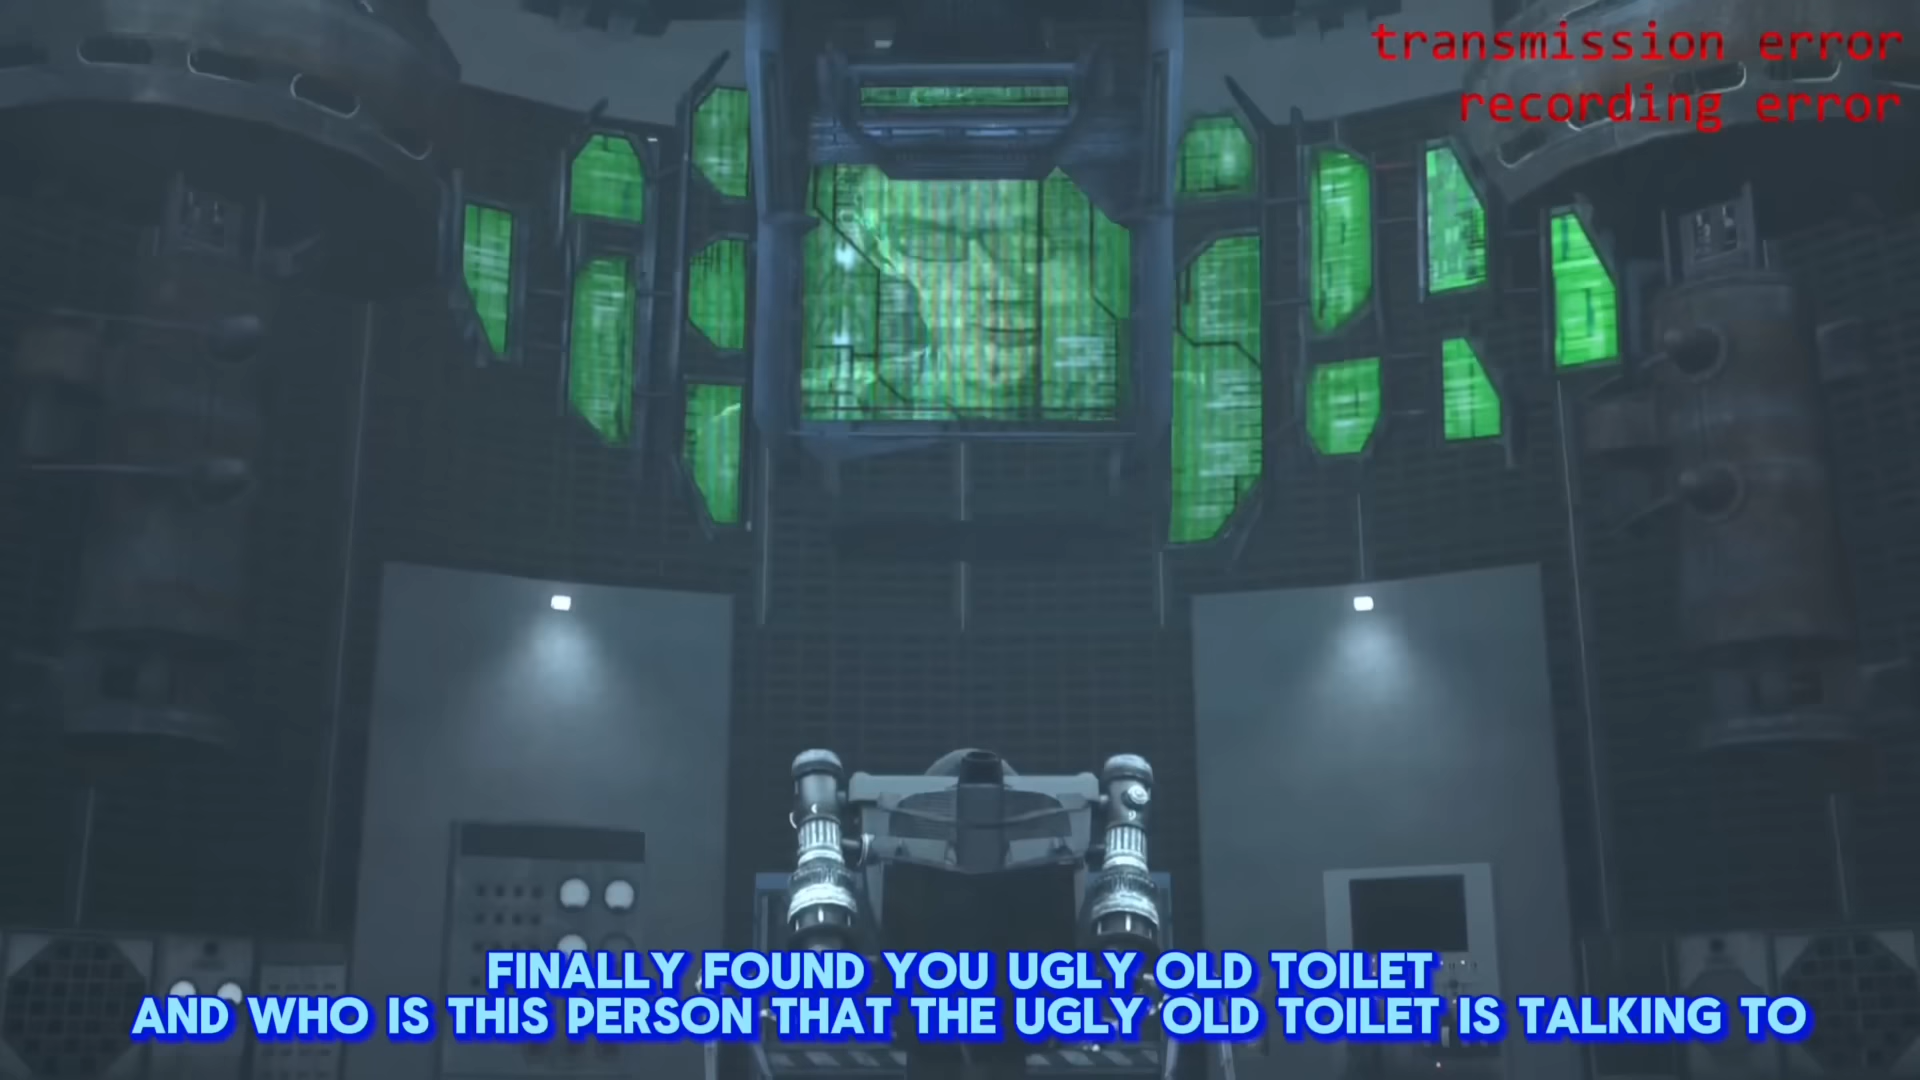 transmission error
recording error
FINALLY FOUND YOU UGLY OLD TOILET
AND WHO IS THIS PERSON THAT THE UGLY OLD TOILET IS TALKING TO